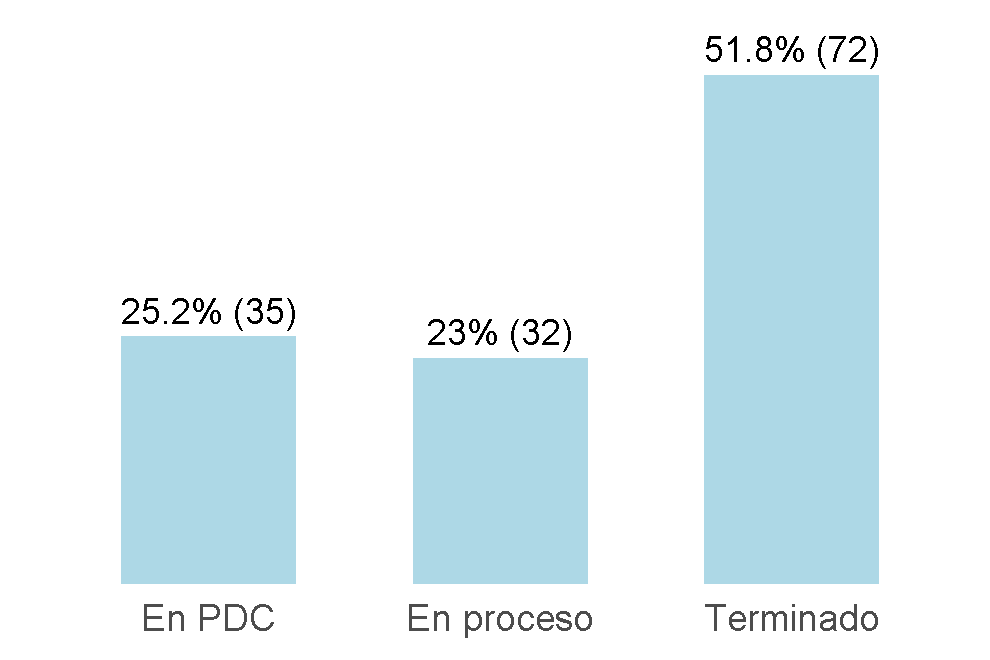 51.8% (72)
25.2% (35)
23% (32)
En PDC
En proceso
Terminado